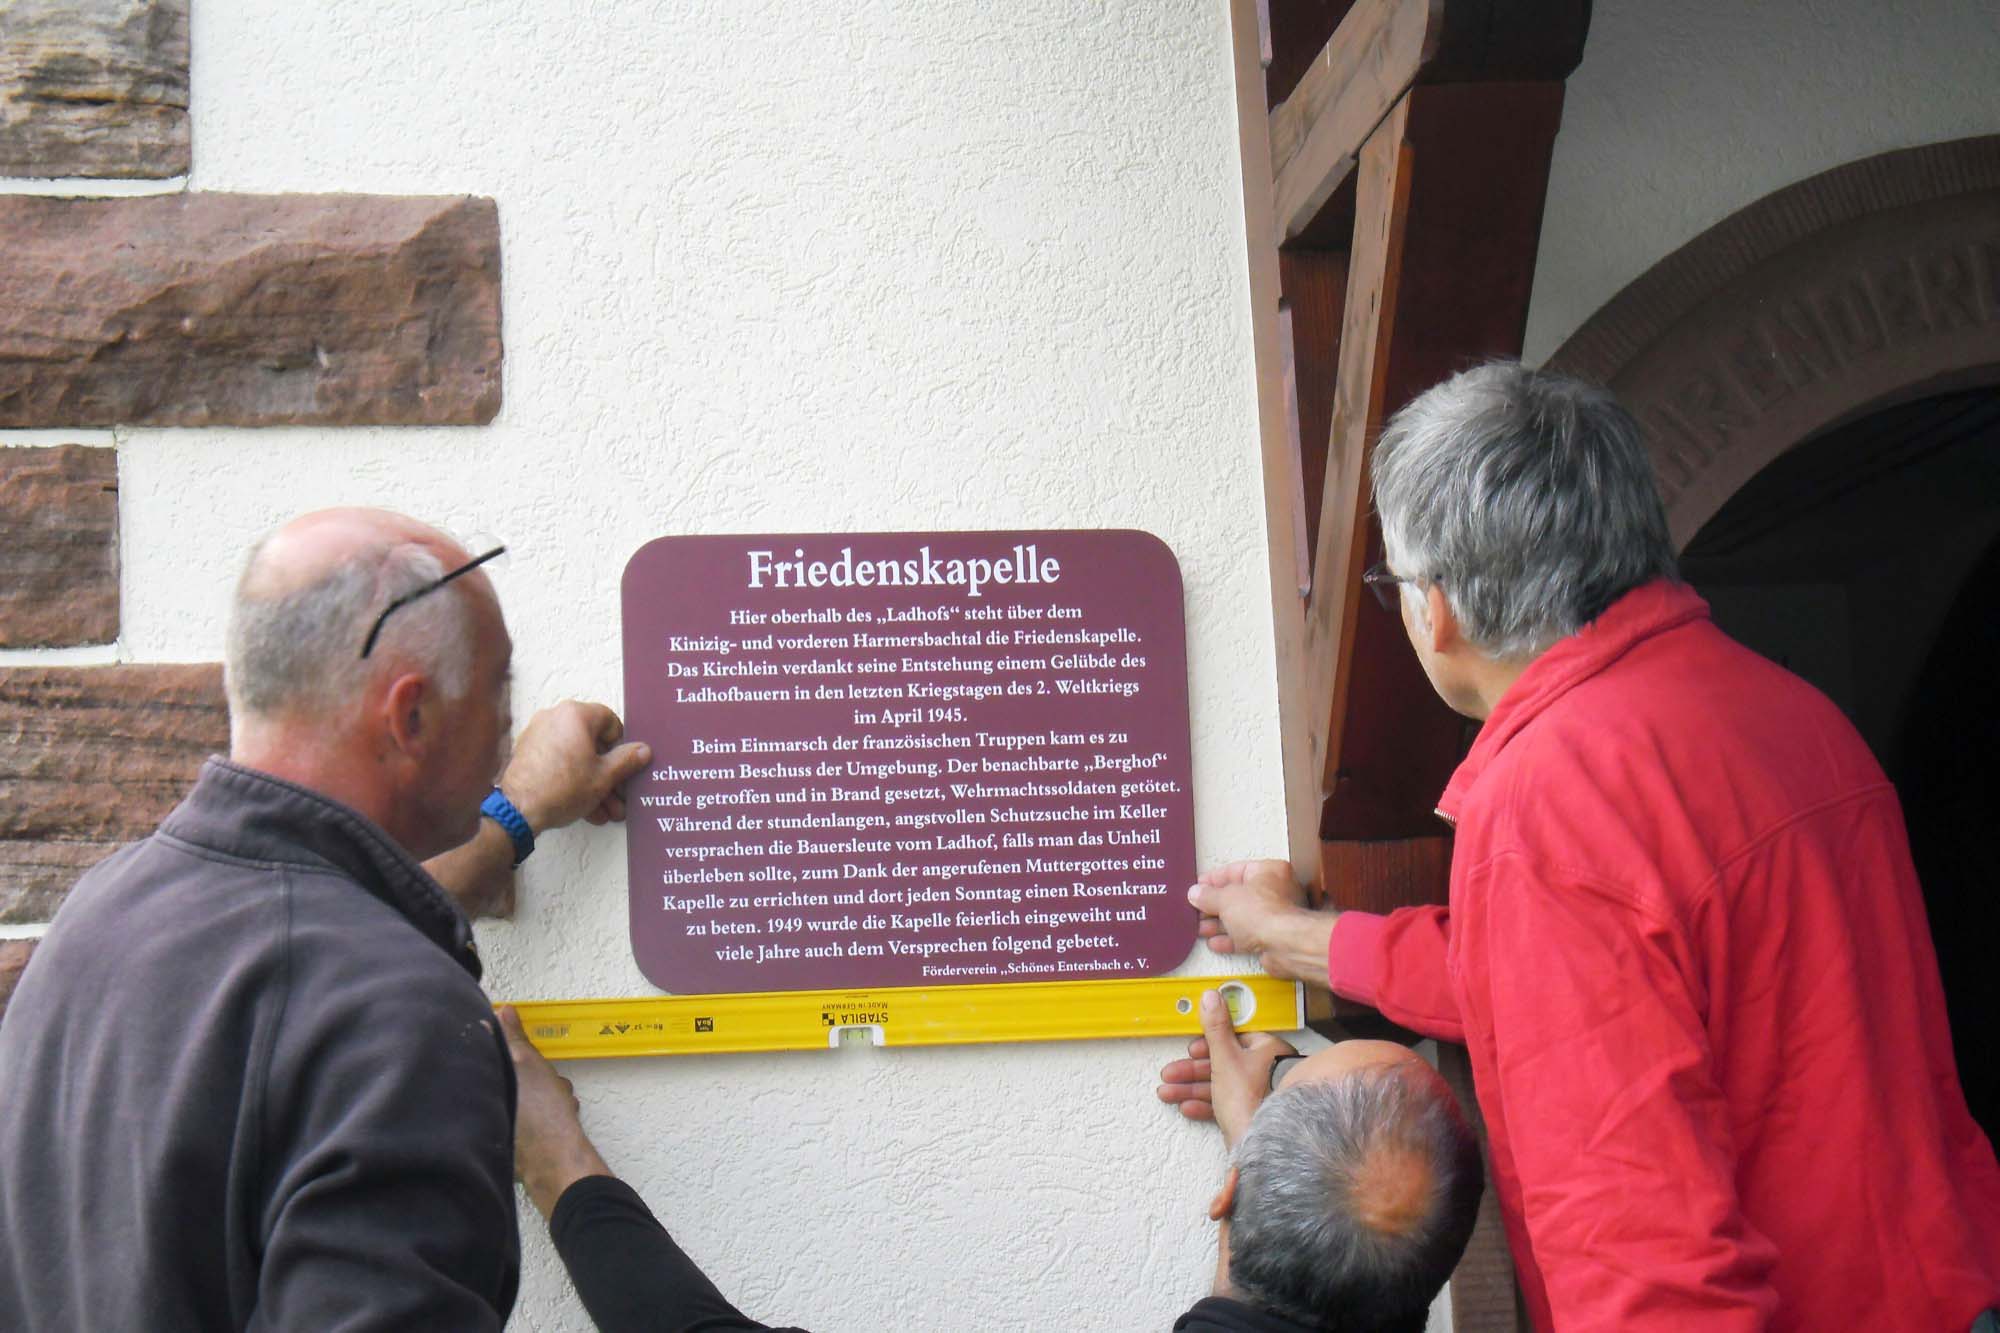 Friedenskapelle
Hier oberhalb des „Ladhofs“ steht über dem
Kinizig- und vorderen Harmersbachtal die Friedenskapelle.
Das Kirchlein verdankt seine Entstehung einem Gelübde des
Ladhofbauern in den letzten Kriegstagen des 2. Weltkriegs
im April 1945.
Beim Einmarsch der französischen Truppen kam es zu
schwerem Beschuss der Umgebung. Der benachbarte „Berghof“
wurde getroffen und in Brand gesetzt, Wehrmachtssoldaten getötet.
Während der stundenlangen, angstvollen Schutzsuche im Keller
versprachen die Bauersleute vom Ladhof, falls man das Unheil
überleben sollte, zum Dank der angerufenen Muttergottes eine
Kapelle zu errichten und dort jeden Sonntag einen Rosenkranz
zu beten. 1949 wurde die Kapelle feierlich eingeweiht und
viele Jahre auch dem Versprechen folgend gebetet.
Förderverein „Schönes Entersbach e. V.
STABILA
MADE IN GERMANY
HRENDER